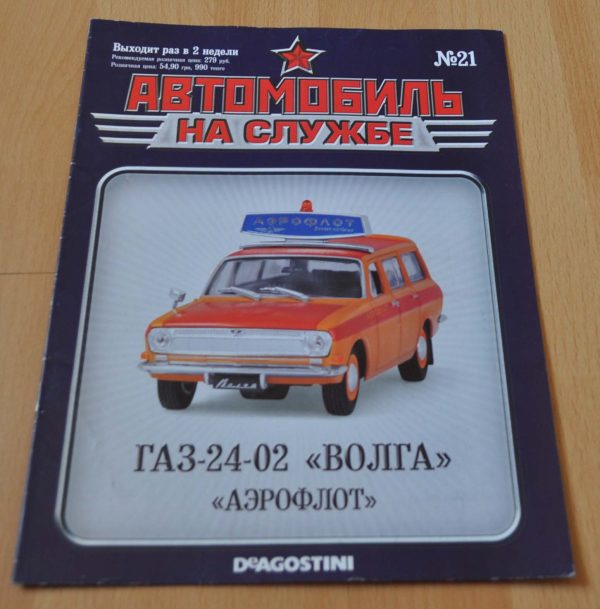 Выходит раз в 2 недели
Рекомендуемая розничная цена: 279 руб.
Розничная цена: 54,90 грн, 990 тенге
№21
АВТОМОБИЛЬ
НА СЛУЖБЕ
АЭРОФЛОТ
Волга
ГАЗ-24-02 «ВОЛГА»
«АЭРОФЛОТ»
DeAGOSTINI